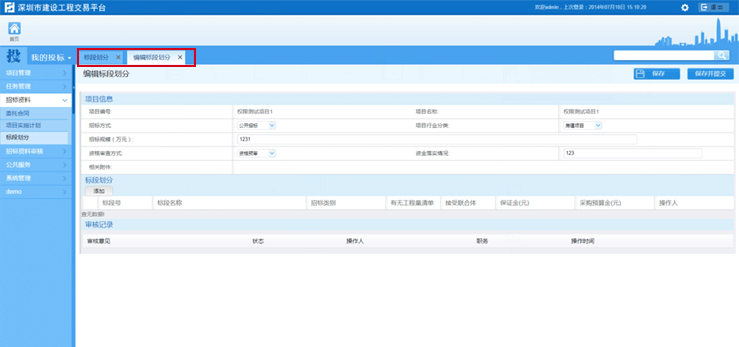 深圳市建设工程交易平台
欢迎admin，上次登录：2014年07月16日 15:10:20
退出
首页
投 我的投标
标段划分 × 编辑标段划分 ×
项目管理
任务管理
招标资料
委托合同
项目实施计划
标段划分
招标资料审核
公共服务
系统管理
demo
编辑标段划分
保存 保存并提交
项目信息
项目编号: 权限测试项目1 项目名称: 权限测试项目1
招标方式 公开招标 项目行业分类:
招标规模（万元）: 1231
资格审查方式: 资格预审 资金落实情况: 123
相关附件:
标段划分
添加
标段号 标段名称 招标类别 有无工程量清单 接受联合体 保证金(元) 采购预算金(元) 操作人
查无数据!
审核记录
审核意见 状态 操作人 职务 操作时间